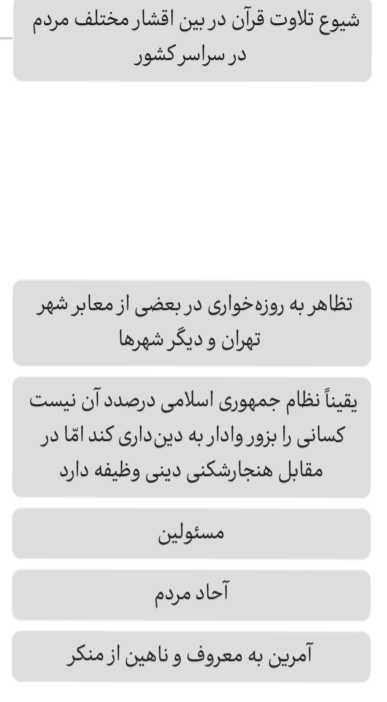 شیوع تلاوت قرآن در بین اقشار مختلف مردم
در سراسر کشور
تظاهر به روزه‌خواری در بعضی از معابر شهر
تهران و دیگر شهرها
یقیناً نظام جمهوری اسلامی درصدد آن نیست
کسانی را بزور وادار به دین‌داری کند امّا در
مقابل هنجارشکنی دینی وظیفه دارد
مسئولین
آحاد مردم
آمرین به معروف و ناهین از منکر